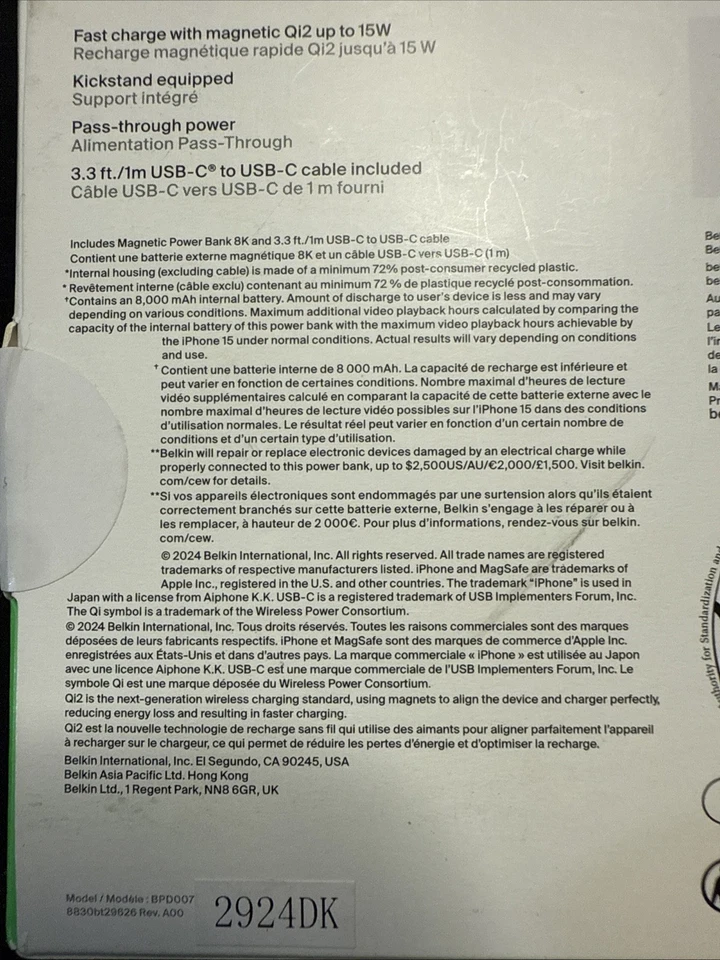 Fast charge with magnetic Qi2 up to 15W
Recharge magnétique rapide Qi2 jusqu'à 15 W
Kickstand equipped
Support intégré
Pass-through power
Alimentation Pass-Through
3.3 ft./1m USB-C® to USB-C cable included
Câble USB-C vers USB-C de 1 m fourni
Includes Magnetic Power Bank 8K and 3.3 ft./1m USB-C to USB-C cable
Contient une batterie externe magnétique 8K et un câble USB-C vers USB-C (1 m)
*Internal housing (excluding cable) is made of a minimum 72% post-consumer recycled plastic.
* Revêtement interne (câble exclu) contenant au minimum 72 % de plastique recyclé post-consommation.
†Contains an 8,000 mAh internal battery. Amount of discharge to user's device is less and may vary
depending on various conditions. Maximum additional video playback hours calculated by comparing the
capacity of the internal battery of this power bank with the maximum video playback hours achievable by
the iPhone 15 under normal conditions. Actual results will vary depending on conditions
and use.
† Contient une batterie interne de 8 000 mAh. La capacité de recharge est inférieure et
peut varier en fonction de certaines conditions. Nombre maximal d'heures de lecture
vidéo supplémentaires calculé en comparant la capacité de cette batterie externe avec le
nombre maximal d'heures de lecture vidéo possibles sur l'iPhone 15 dans des conditions
d'utilisation normales. Le résultat réel peut varier en fonction d'un certain nombre de
conditions et d'un certain type d'utilisation.
**Belkin will repair or replace electronic devices damaged by an electrical charge while
properly connected to this power bank, up to $2,500US/AU/€2,000/£1,500. Visit belkin.
com/cew for details.
**Si vos appareils électroniques sont endommagés par une surtension alors qu'ils étaient
correctement branchés sur cette batterie externe, Belkin s'engage à les réparer ou à
les remplacer, à hauteur de 2 000€. Pour plus d'informations, rendez-vous sur belkin.
com/cew.
© 2024 Belkin International, Inc. All rights reserved. All trade names are registered
trademarks of respective manufacturers listed. iPhone and MagSafe are trademarks of
Apple Inc., registered in the U.S. and other countries. The trademark "iPhone" is used in
Japan with a license from Aiphone K.K. USB-C is a registered trademark of USB Implementers Forum, Inc.
The Qi symbol is a trademark of the Wireless Power Consortium.
© 2024 Belkin International, Inc. Tous droits réservés. Toutes les raisons commerciales sont des marques
déposées de leurs fabricants respectifs. iPhone et MagSafe sont des marques de commerce d'Apple Inc.
enregistrées aux États-Unis et dans d'autres pays. La marque commerciale « iPhone » est utilisée au Japon
avec une licence Aiphone K.K. USB-C est une marque commerciale de l'USB Implementers Forum, Inc. Le
symbole Qi est une marque déposée du Wireless Power Consortium.
Qi2 is the next-generation wireless charging standard, using magnets to align the device and charger perfectly,
reducing energy loss and resulting in faster charging.
Qi2 est la nouvelle technologie de recharge sans fil qui utilise des aimants pour aligner parfaitement l'appareil
à recharger sur le chargeur, ce qui permet de réduire les pertes d'énergie et d'optimiser la recharge.
Belkin International, Inc. El Segundo, CA 90245, USA
Belkin Asia Pacific Ltd. Hong Kong
Belkin Ltd., 1 Regent Park, NN8 6GR, UK
Model / Modèle : BPD007
8830bt29626 Rev. A00
2924DK
for Standardization and